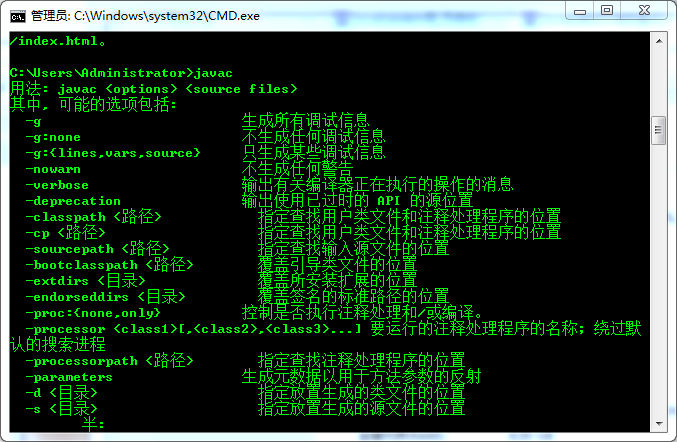 管理员: C:\Windows\system32\CMD.exe
/index.html。
C:\Users\Administrator>javac
用法: javac <options> <source files>
其中, 可能的选项包括:
-g 生成所有调试信息
-g:none 不生成任何调试信息
-g:{lines,vars,source} 只生成某些调试信息
-nowarn 不生成任何警告
-verbose 输出有关编译器正在执行的操作的消息
-deprecation 输出使用已过时的 API 的源位置
-classpath <路径> 指定查找用户类文件和注释处理程序的位置
-cp <路径> 指定查找用户类文件和注释处理程序的位置
-sourcepath <路径> 指定查找输入源文件的位置
-bootclasspath <路径> 覆盖引导类文件的位置
-extdirs <目录> 覆盖所安装扩展的位置
-endorseddirs <目录> 覆盖签名的标准路径的位置
-proc:{none,only} 控制是否执行注释处理和/或编译。
-processor <class1>[,<class2>,<class3>...] 要运行的注释处理程序的名称; 绕过默
认的搜索进程
-processorpath <路径> 指定查找注释处理程序的位置
-parameters 生成元数据以用于方法参数的反射
-d <目录> 指定放置生成的类文件的位置
-s <目录> 指定放置生成的源文件的位置
半: